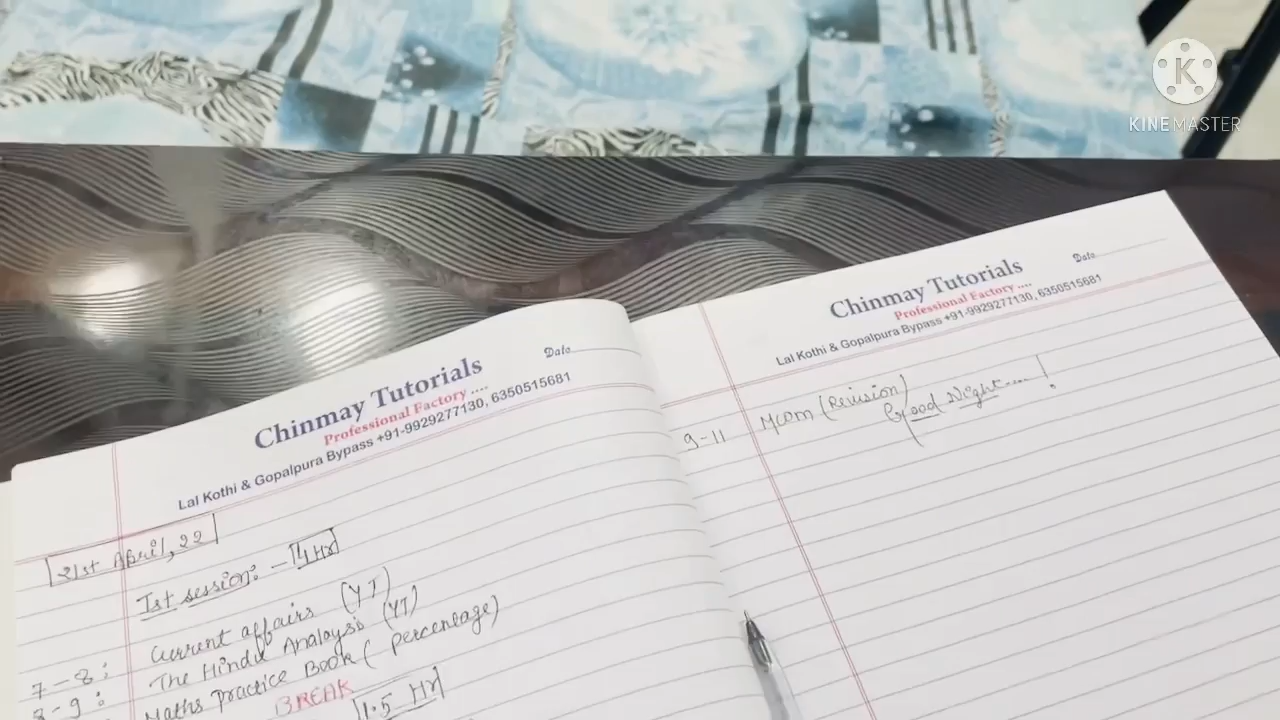 KINEMASTER
Chinmay Tutorials
Professional Factory ....
Lal Kothi & Gopalpura Bypass +91-9929277130, 6350515681
Date
21st April, 22
Ist session: - 4 Hr
7-8: Current affairs (YT)
8-9: The Hindu Analysis (YT)
Maths Practice Book (Percentage)
BREAK
1.5 Hr
Chinmay Tutorials
Date
Professional Factory ....
Lal Kothi & Gopalpura Bypass +91-9929277130, 6350515681
9-11 Mcom (Revision)
Good Night....!